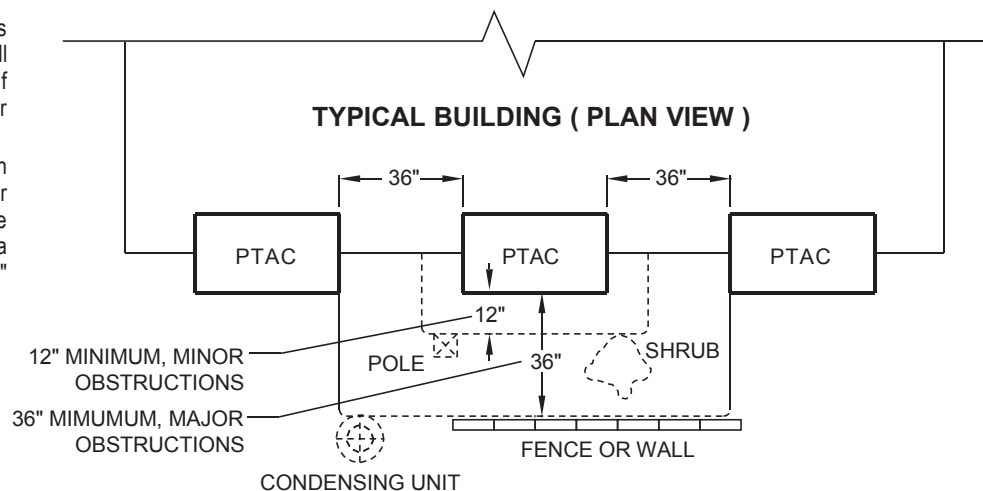 s
ll
f
r
n
r
e
a
"
TYPICAL BUILDING ( PLAN VIEW )
36"
36"
PTAC
PTAC
PTAC
12"
12" MINIMUM, MINOR
OBSTRUCTIONS
POLE
36"
SHRUB
36" MIMUMUM, MAJOR
OBSTRUCTIONS
FENCE OR WALL
CONDENSING UNIT